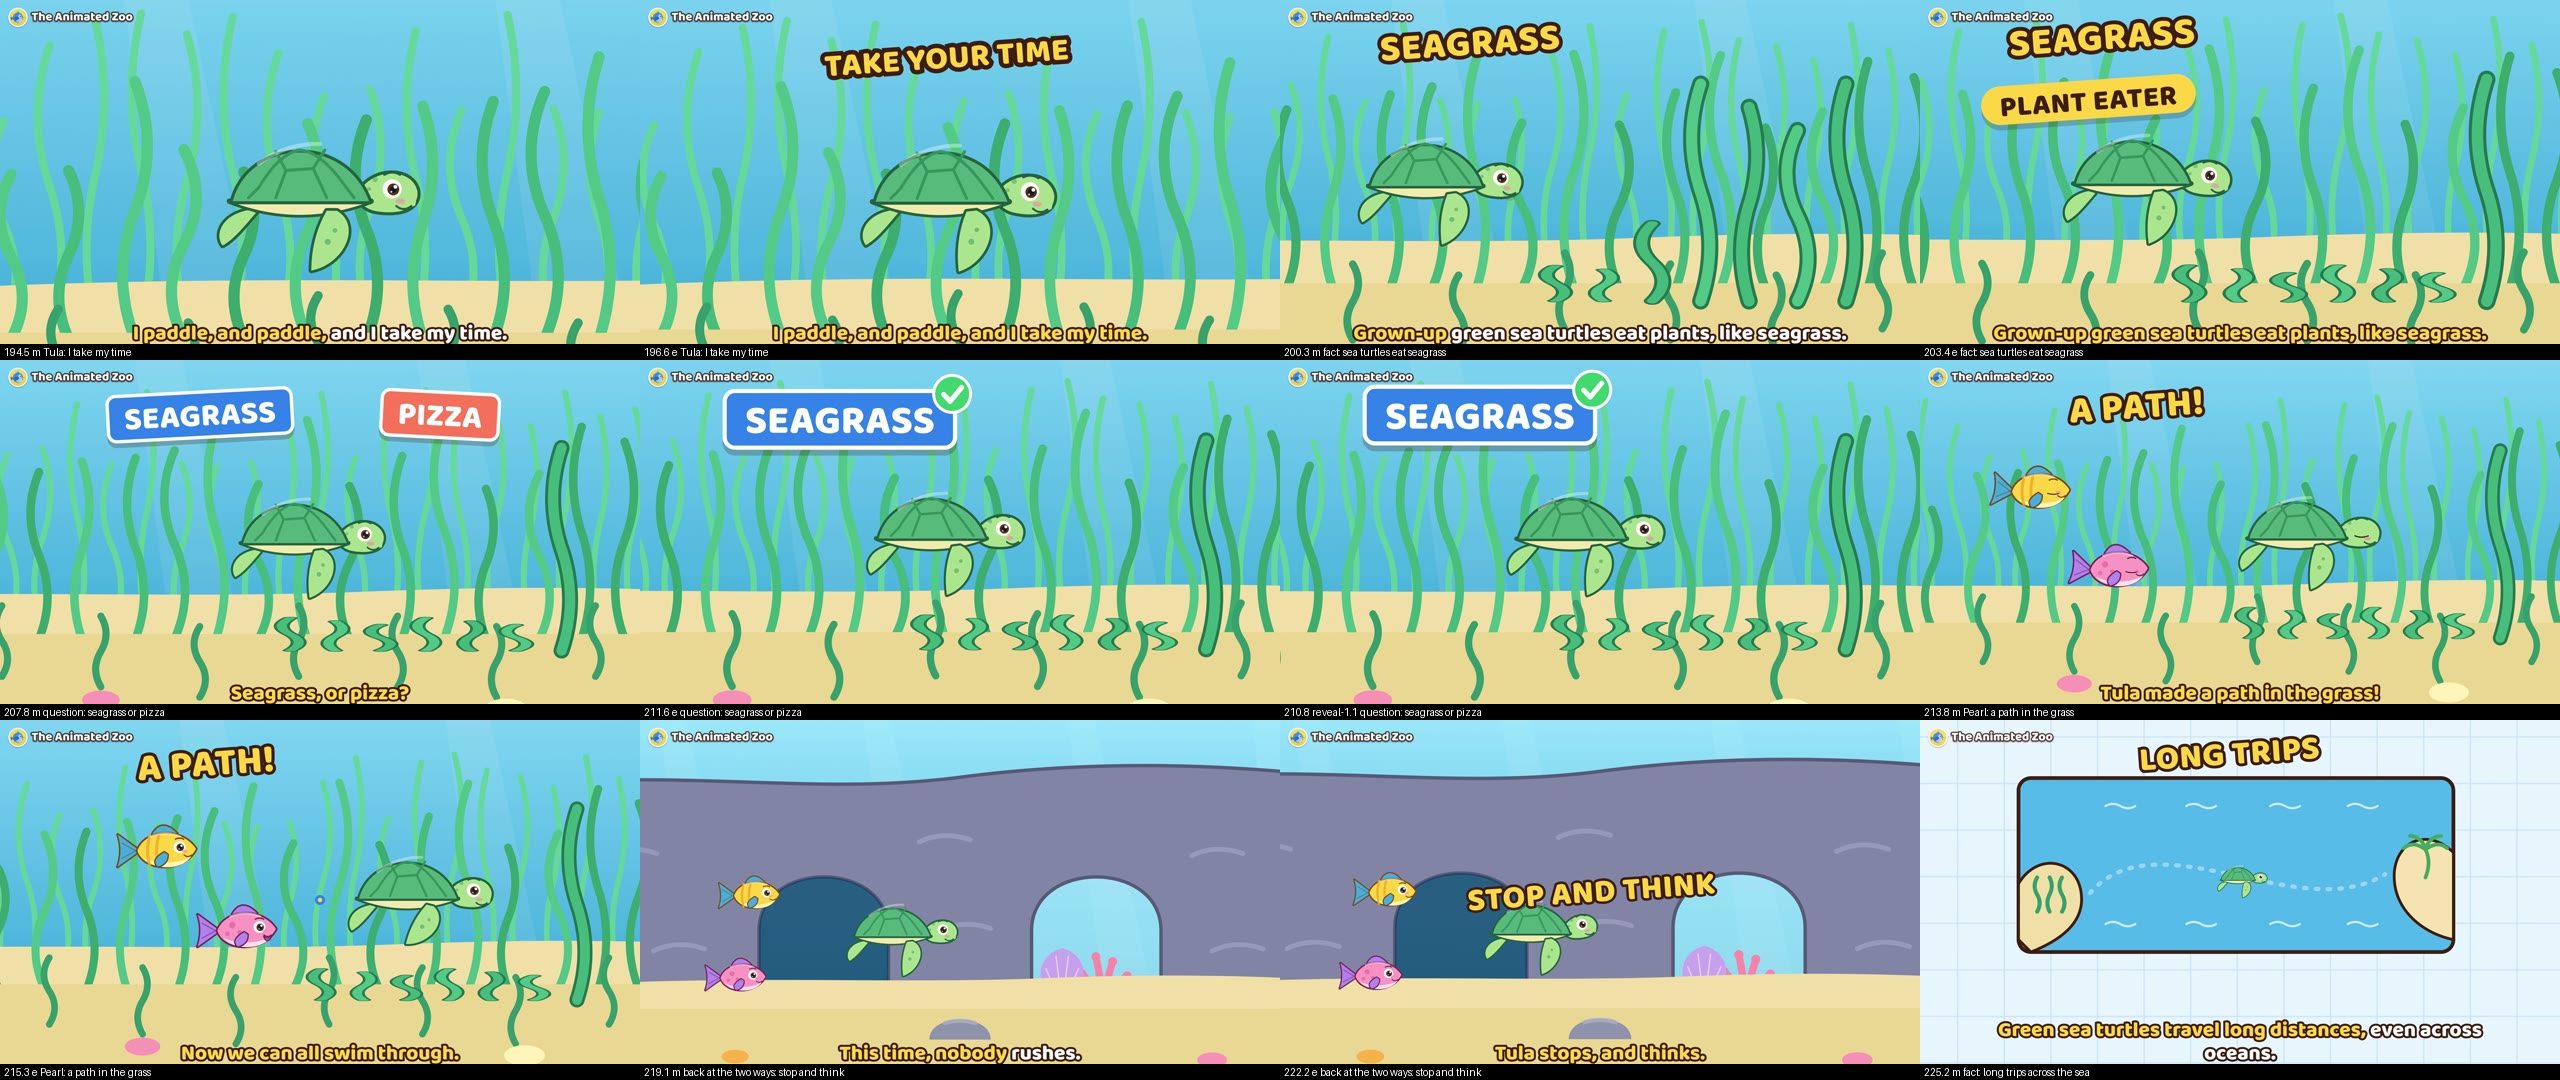 The Animated Zoo
I paddle, and paddle, and I take my time.
194.5 m Tula: I take my time
The Animated Zoo
TAKE YOUR TIME
I paddle, and paddle, and I take my time.
196.6 e Tula: I take my time
The Animated Zoo
SEAGRASS
Grown-up green sea turtles eat plants, like seagrass.
200.3 m fact: sea turtles eat seagrass
The Animated Zoo
SEAGRASS
PLANT EATER
Grown-up green sea turtles eat plants, like seagrass.
203.4 e fact: sea turtles eat seagrass
The Animated Zoo
SEAGRASS
PIZZA
Seagrass, or pizza?
207.8 m question: seagrass or pizza
The Animated Zoo
SEAGRASS
211.6 e question: seagrass or pizza
The Animated Zoo
SEAGRASS
210.8 reveal-1.1 question: seagrass or pizza
The Animated Zoo
A PATH!
Tula made a path in the grass!
213.8 m Pearl: a path in the grass
The Animated Zoo
A PATH!
Now we can all swim through.
215.3 e Pearl: a path in the grass
The Animated Zoo
This time, nobody rushes.
219.1 m back at the two ways: stop and think
The Animated Zoo
STOP AND THINK
Tula stops, and thinks.
222.2 e back at the two ways: stop and think
The Animated Zoo
LONG TRIPS
Green sea turtles travel long distances, even across
oceans.
225.2 m fact: long trips across the sea